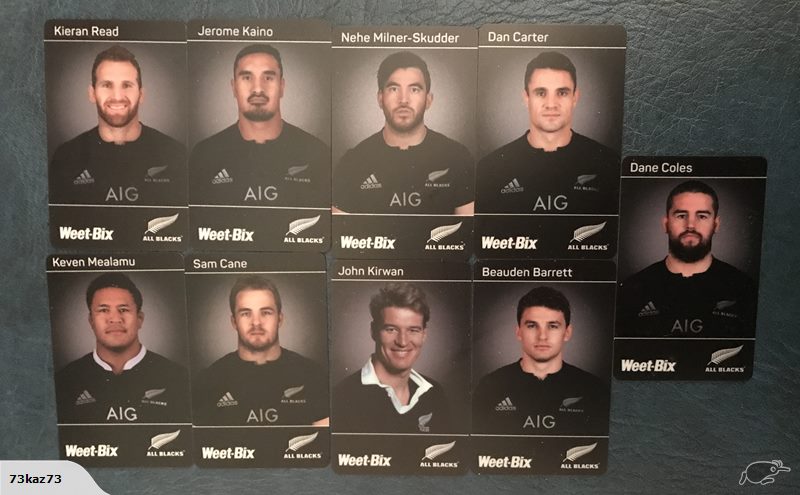 Kieran Read
adidas
ALL BLACKS
AIG
Weet-Bix
ALL BLACKS
Jerome Kaino
adidas
ALL BLACKS
AIG
Weet-Bix
ALL BLACKS
Nehe Milner-Skudder
adidas
ALL BLACKS
AIG
Weet-Bix
ALL BLACKS
Dan Carter
adidas
ALL BLACKS
AIG
Weet-Bix
ALL BLACKS
Dane Coles
adidas
ALL BLACKS
AIG
Weet-Bix
ALL BLACKS
Keven Mealamu
adidas
ALL BLACKS
AIG
Weet-Bix
ALL BLACKS
Sam Cane
adidas
ALL BLACKS
AIG
Weet-Bix
ALL BLACKS
John Kirwan
Weet-Bix
ALL BLACKS
Beauden Barrett
adidas
ALL BLACKS
AIG
Weet-Bix
ALL BLACKS
73kaz73